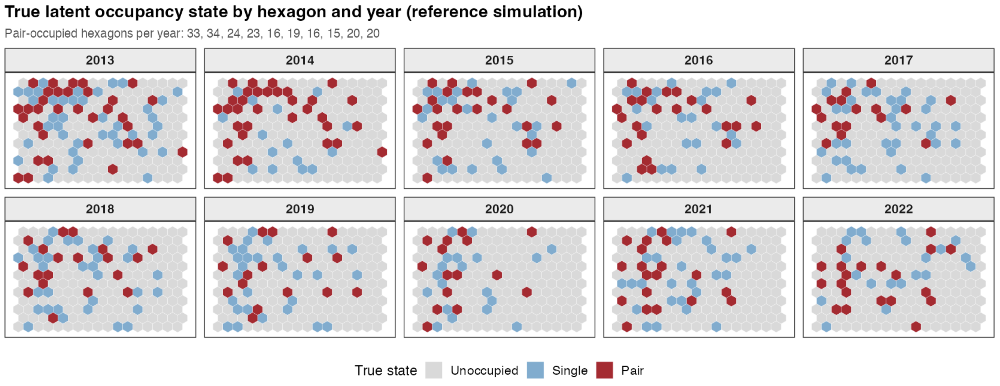 True latent occupancy state by hexagon and year (reference simulation)
Pair-occupied hexagons per year: 33, 34, 24, 23, 16, 19, 16, 15, 20, 20
2013 2014 2015 2016 2017
2018 2019 2020 2021 2022
True state Unoccupied Single Pair